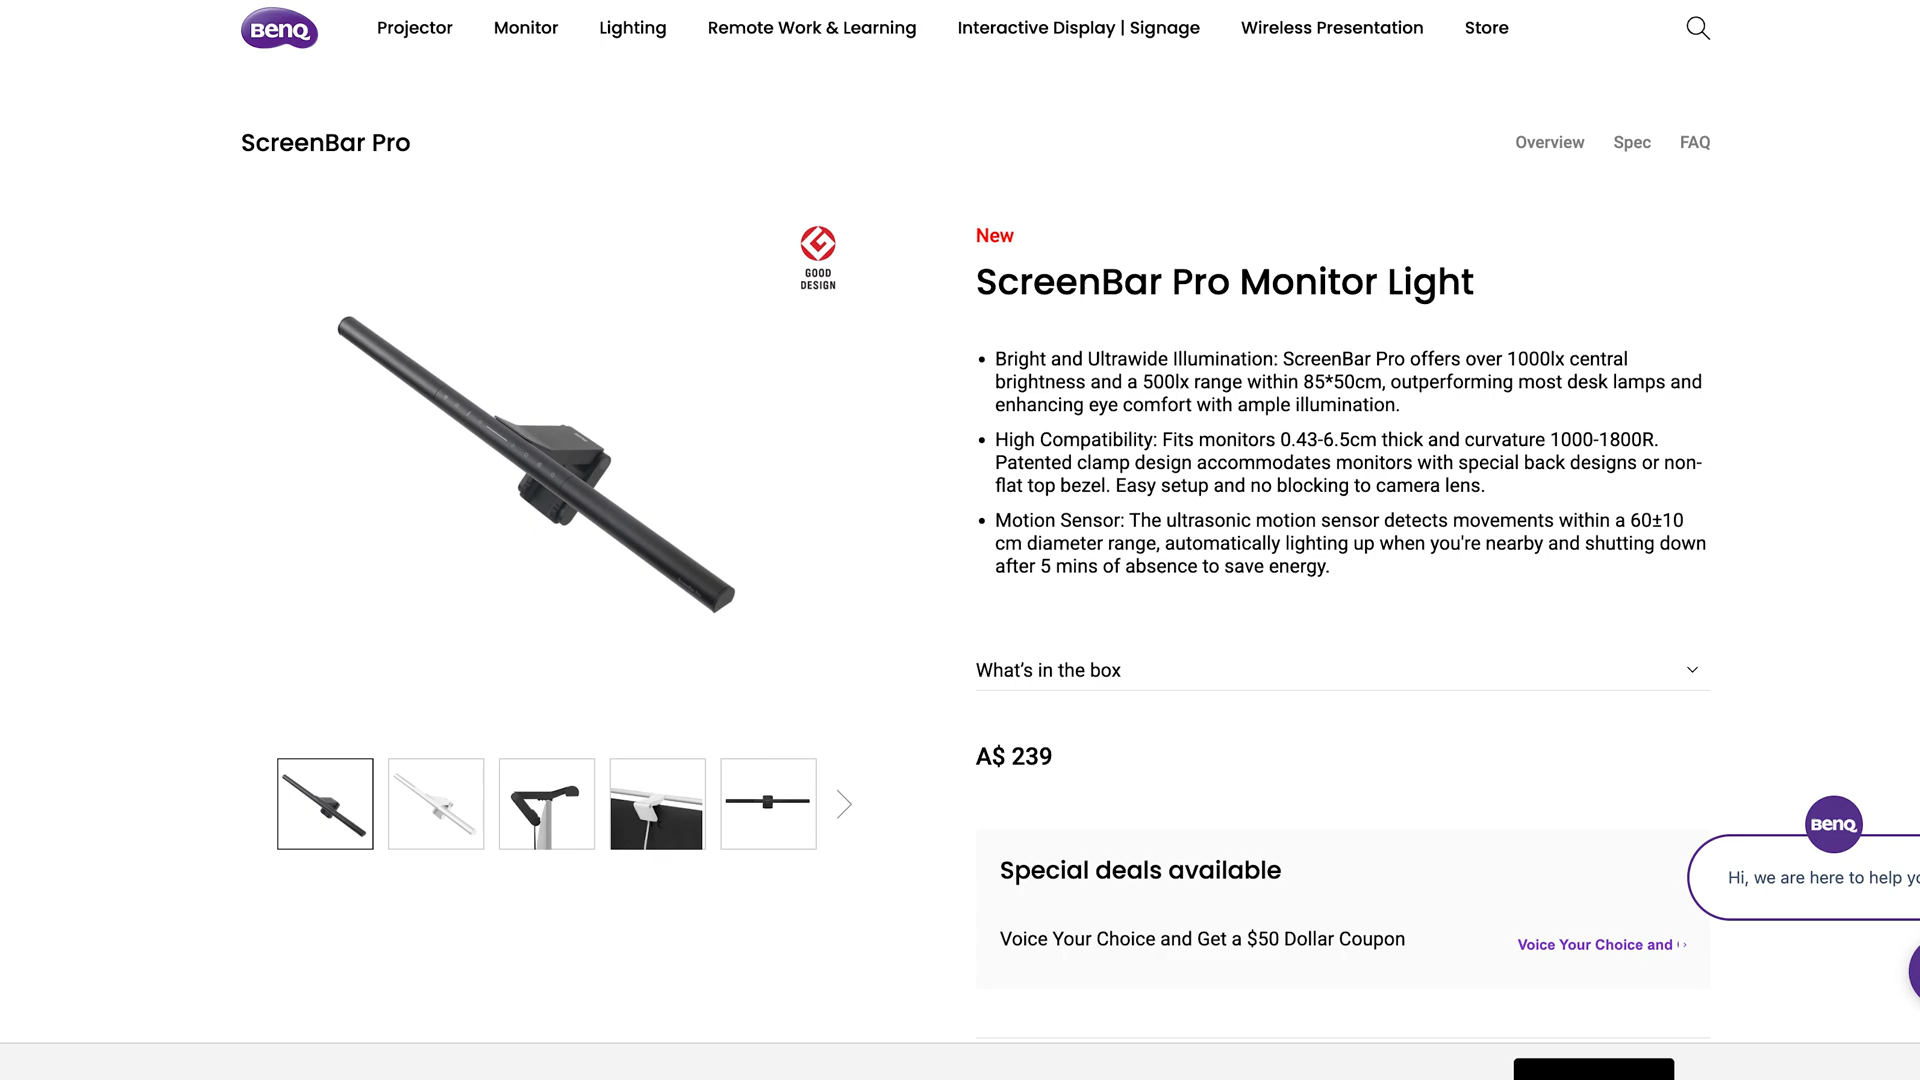 BenQ
Projector
Monitor
Lighting
Remote Work & Learning
Interactive Display | Signage
Wireless Presentation
Store
ScreenBar Pro
Overview
Spec
FAQ
GOOD
DESIGN
New
ScreenBar Pro Monitor Light
• Bright and Ultrawide Illumination: ScreenBar Pro offers over 1000lx central
brightness and a 500lx range within 85*50cm, outperforming most desk lamps and
enhancing eye comfort with ample illumination.
• High Compatibility: Fits monitors 0.43-6.5cm thick and curvature 1000-1800R.
Patented clamp design accommodates monitors with special back designs or non-
flat top bezel. Easy setup and no blocking to camera lens.
• Motion Sensor: The ultrasonic motion sensor detects movements within a 60±10
cm diameter range, automatically lighting up when you're nearby and shutting down
after 5 mins of absence to save energy.
What’s in the box
A$ 239
Special deals available
Voice Your Choice and Get a $50 Dollar Coupon
Voice Your Choice and
BenQ
Hi, we are here to help